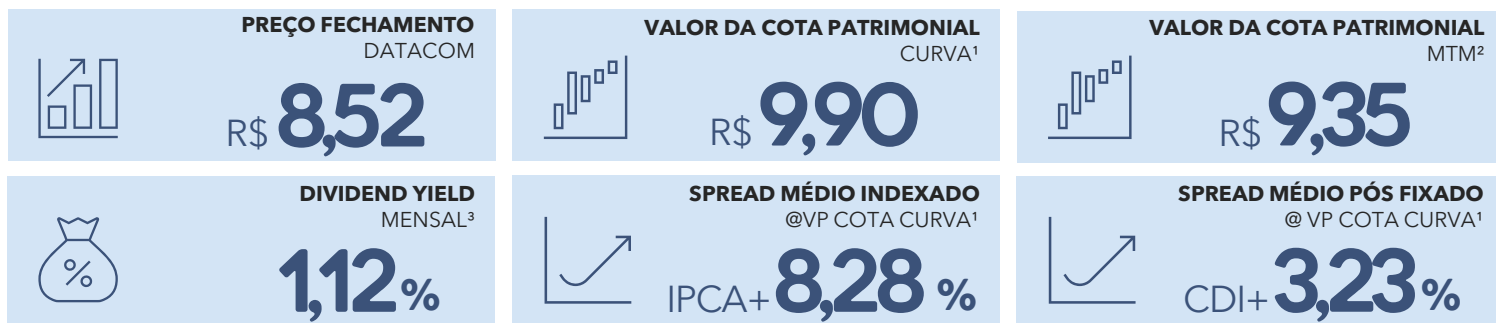 PREÇO FECHAMENTO
DATACOM
R$ 8,52
VALOR DA COTA PATRIMONIAL
CURVA¹
R$ 9,90
VALOR DA COTA PATRIMONIAL
MTM²
R$ 9,35
DIVIDEND YIELD
MENSAL³
%
1,12%
SPREAD MÉDIO INDEXADO
@VP COTA CURVA¹
IPCA+ 8,28 %
SPREAD MÉDIO PÓS FIXADO
@ VP COTA CURVA¹
CDI+ 3,23%